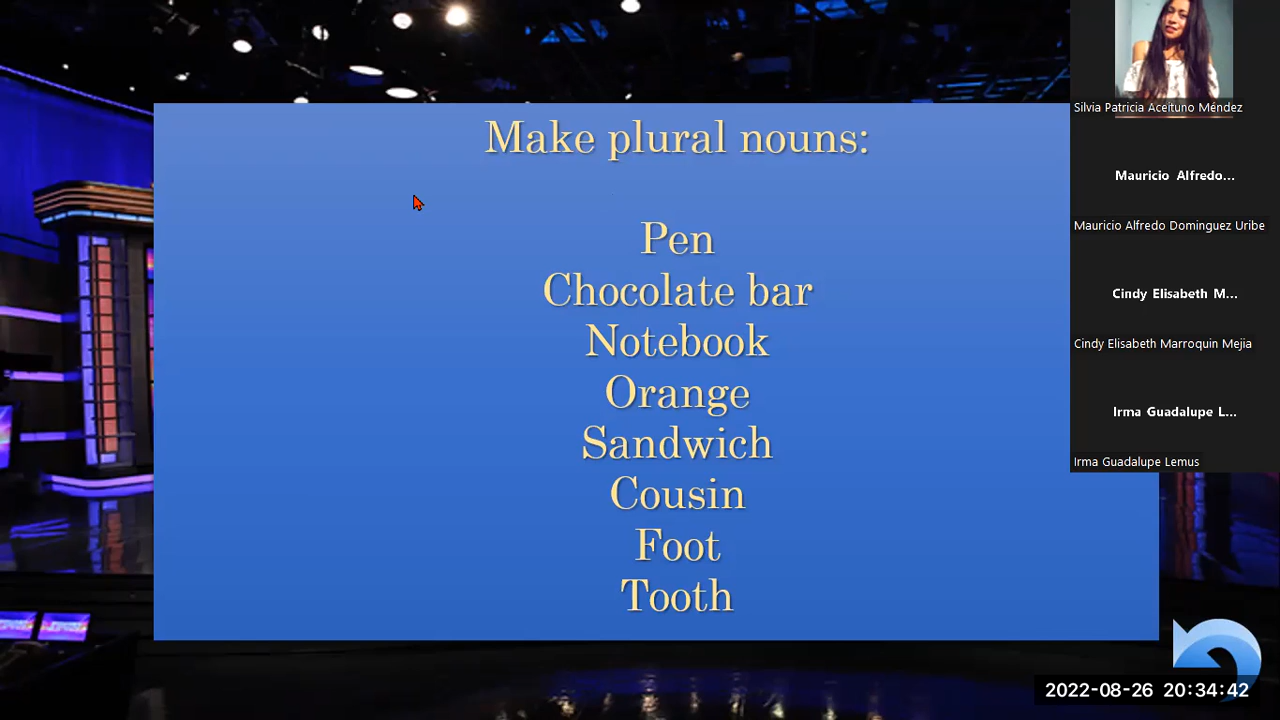 Make plural nouns:
Pen
Chocolate bar
Notebook
Orange
Sandwich
Cousin
Foot
Tooth
Silvia Patricia Aceituno Méndez
Mauricio Alfredo...
Mauricio Alfredo Dominguez Uribe
Cindy Elisabeth M...
Cindy Elisabeth Marroquin Mejia
Irma Guadalupe L...
Irma Guadalupe Lemus
2022-08-26 20:34:42